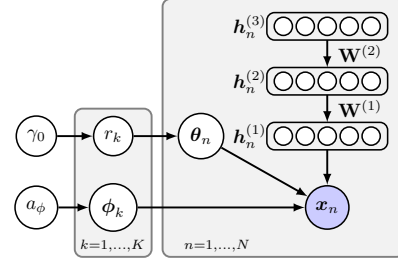 h_n^{(3)}
W^{(2)}
h_n^{(2)}
W^{(1)}
γ_0 r_k θ_n h_n^{(1)}
a_ϕ ϕ_k x_n
k=1,...,K n=1,...,N